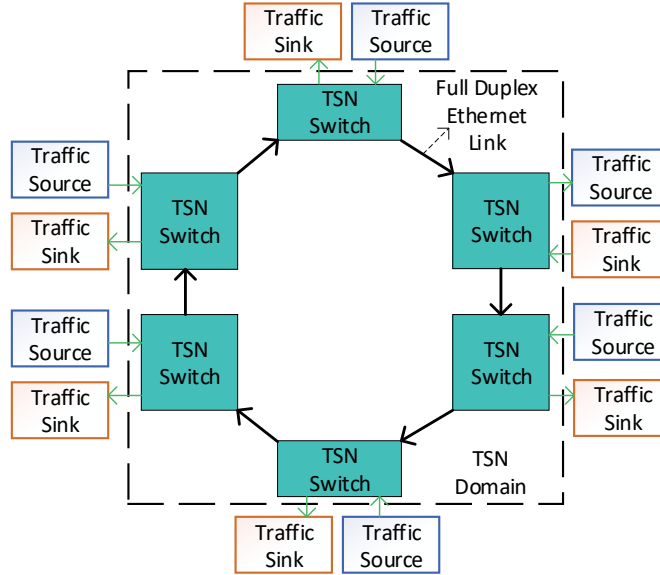 Traffic
Sink
Traffic
Source
TSN
Switch
Full Duplex
Ethernet
Link
Traffic
Source
Traffic
Sink
TSN
Switch
TSN
Switch
Traffic
Source
Traffic
Sink
Traffic
Source
Traffic
Sink
TSN
Switch
TSN
Switch
Traffic
Source
Traffic
Sink
TSN
Switch
TSN
Domain
Traffic
Sink
Traffic
Source